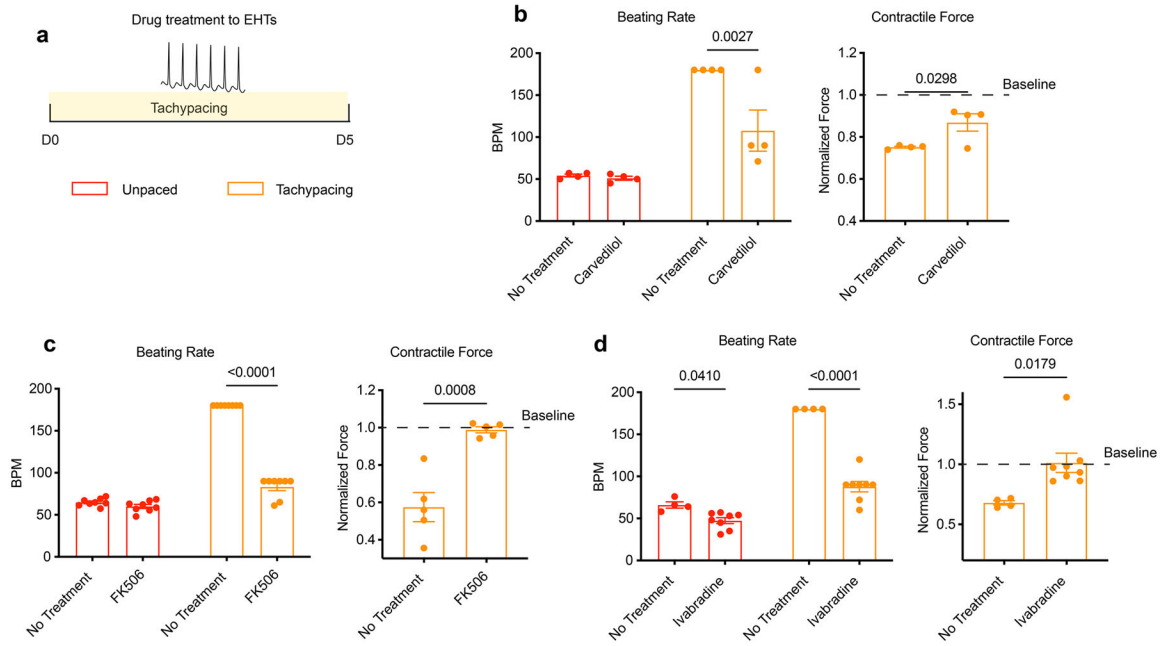 a
Drug treatment to EHTs
Tachypacing
D0 D5
Unpaced Tachypacing
b
Beating Rate
0.0027
BPM
200
150
100
50
0
No Treatment
Carvedilol
No Treatment
Carvedilol
Contractile Force
0.0298
Baseline
Normalized Force
1.2
1.0
0.8
0.6
0.4
No Treatment
Carvedilol
c
Beating Rate
<0.0001
BPM
200
150
100
50
0
No Treatment
FK506
No Treatment
FK506
Contractile Force
0.0008
Baseline
Normalized Force
1.2
1.0
0.8
0.6
0.4
No Treatment
FK506
d
Beating Rate
0.0410 <0.0001
BPM
200
150
100
50
0
No Treatment
Ivabradine
No Treatment
Ivabradine
Contractile Force
0.0179
Baseline
Normalized Force
1.5
1.0
0.5
No Treatment
Ivabradine